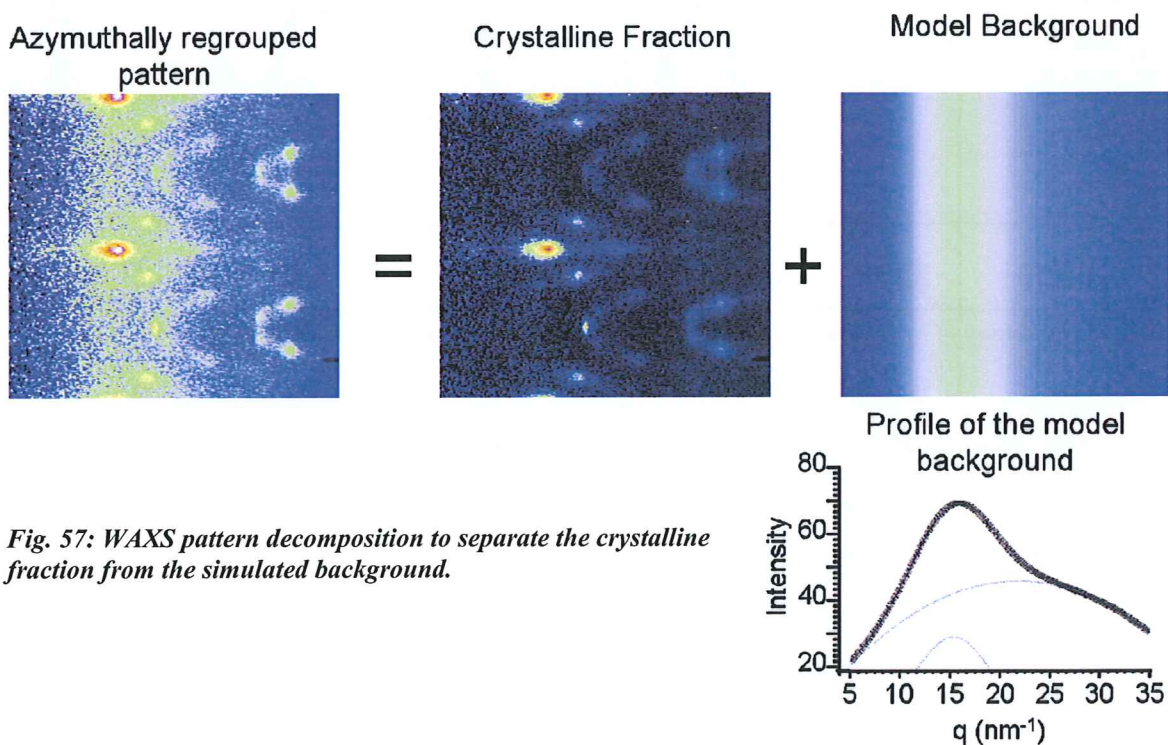 Azymuthally regrouped
pattern
Crystalline Fraction
Model Background
=
+
Profile of the model
background
80
60
40
20
Intensity
5 10 15 20 25 30 35
q (nm⁻¹)
Fig. 57: WAXS pattern decomposition to separate the crystalline
fraction from the simulated background.